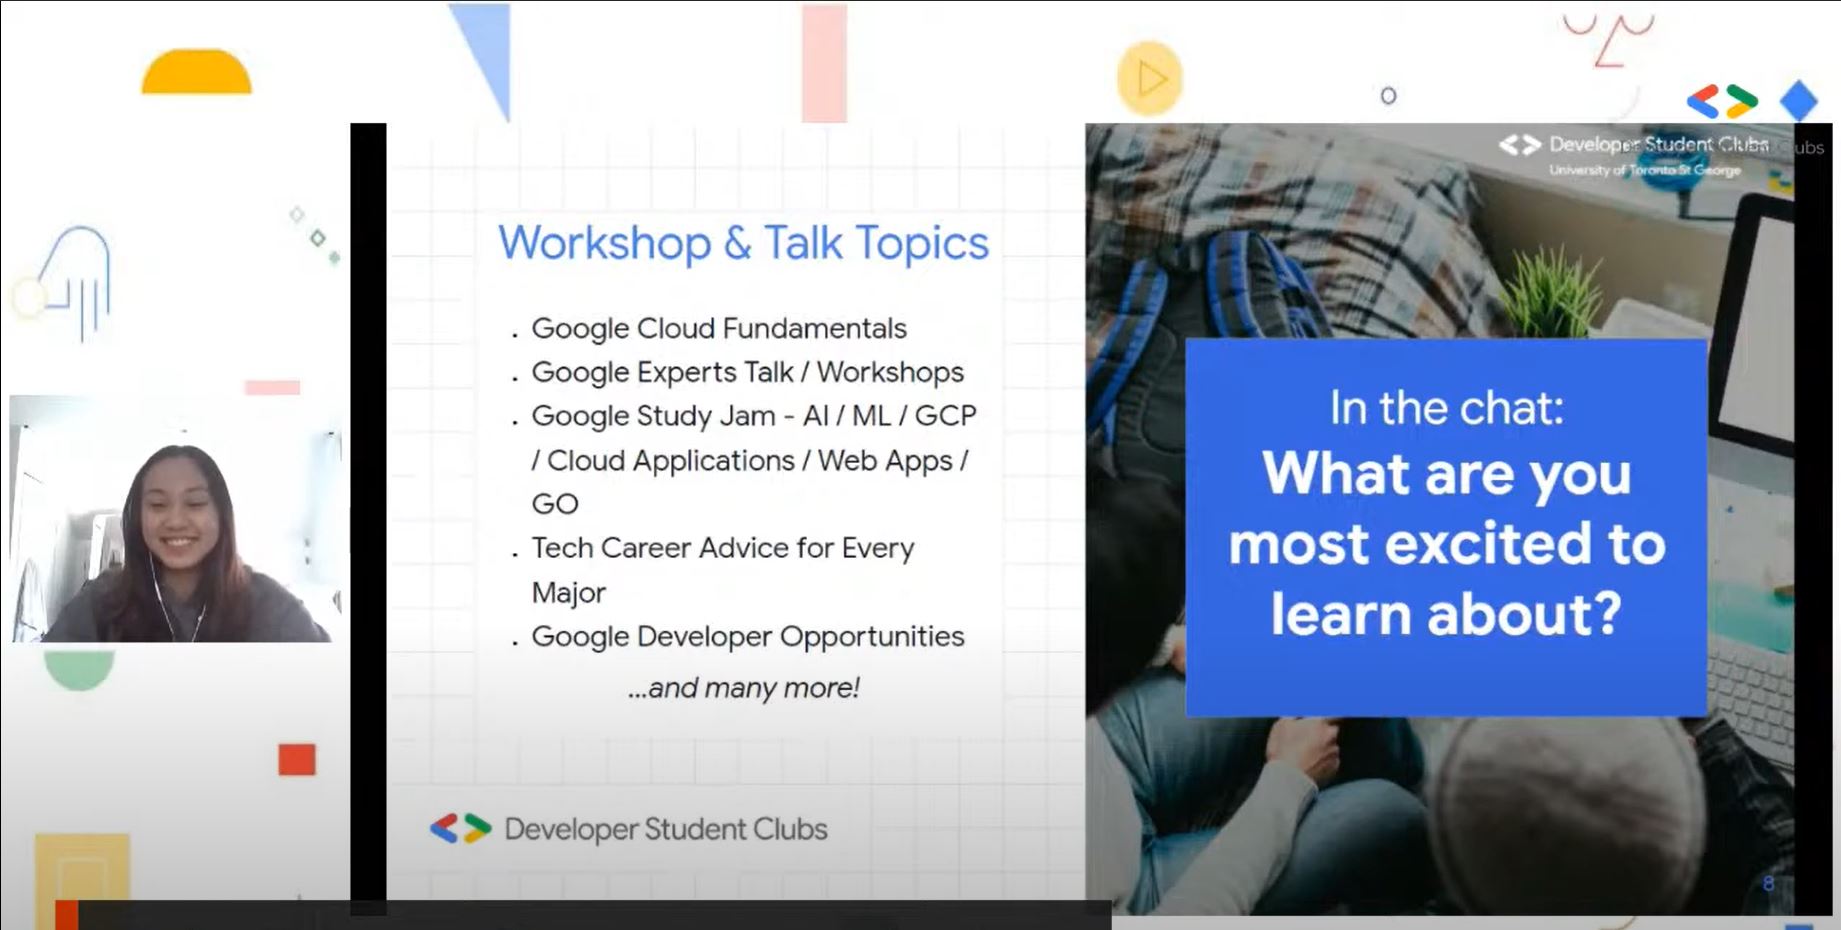 Developer Student Clubs
University of Toronto St George
ubs
Workshop & Talk Topics
. Google Cloud Fundamentals
. Google Experts Talk / Workshops
. Google Study Jam - AI / ML / GCP
/ Cloud Applications / Web Apps /
GO
. Tech Career Advice for Every
Major
. Google Developer Opportunities
...and many more!
Developer Student Clubs
In the chat:
What are you
most excited to
learn about?
8